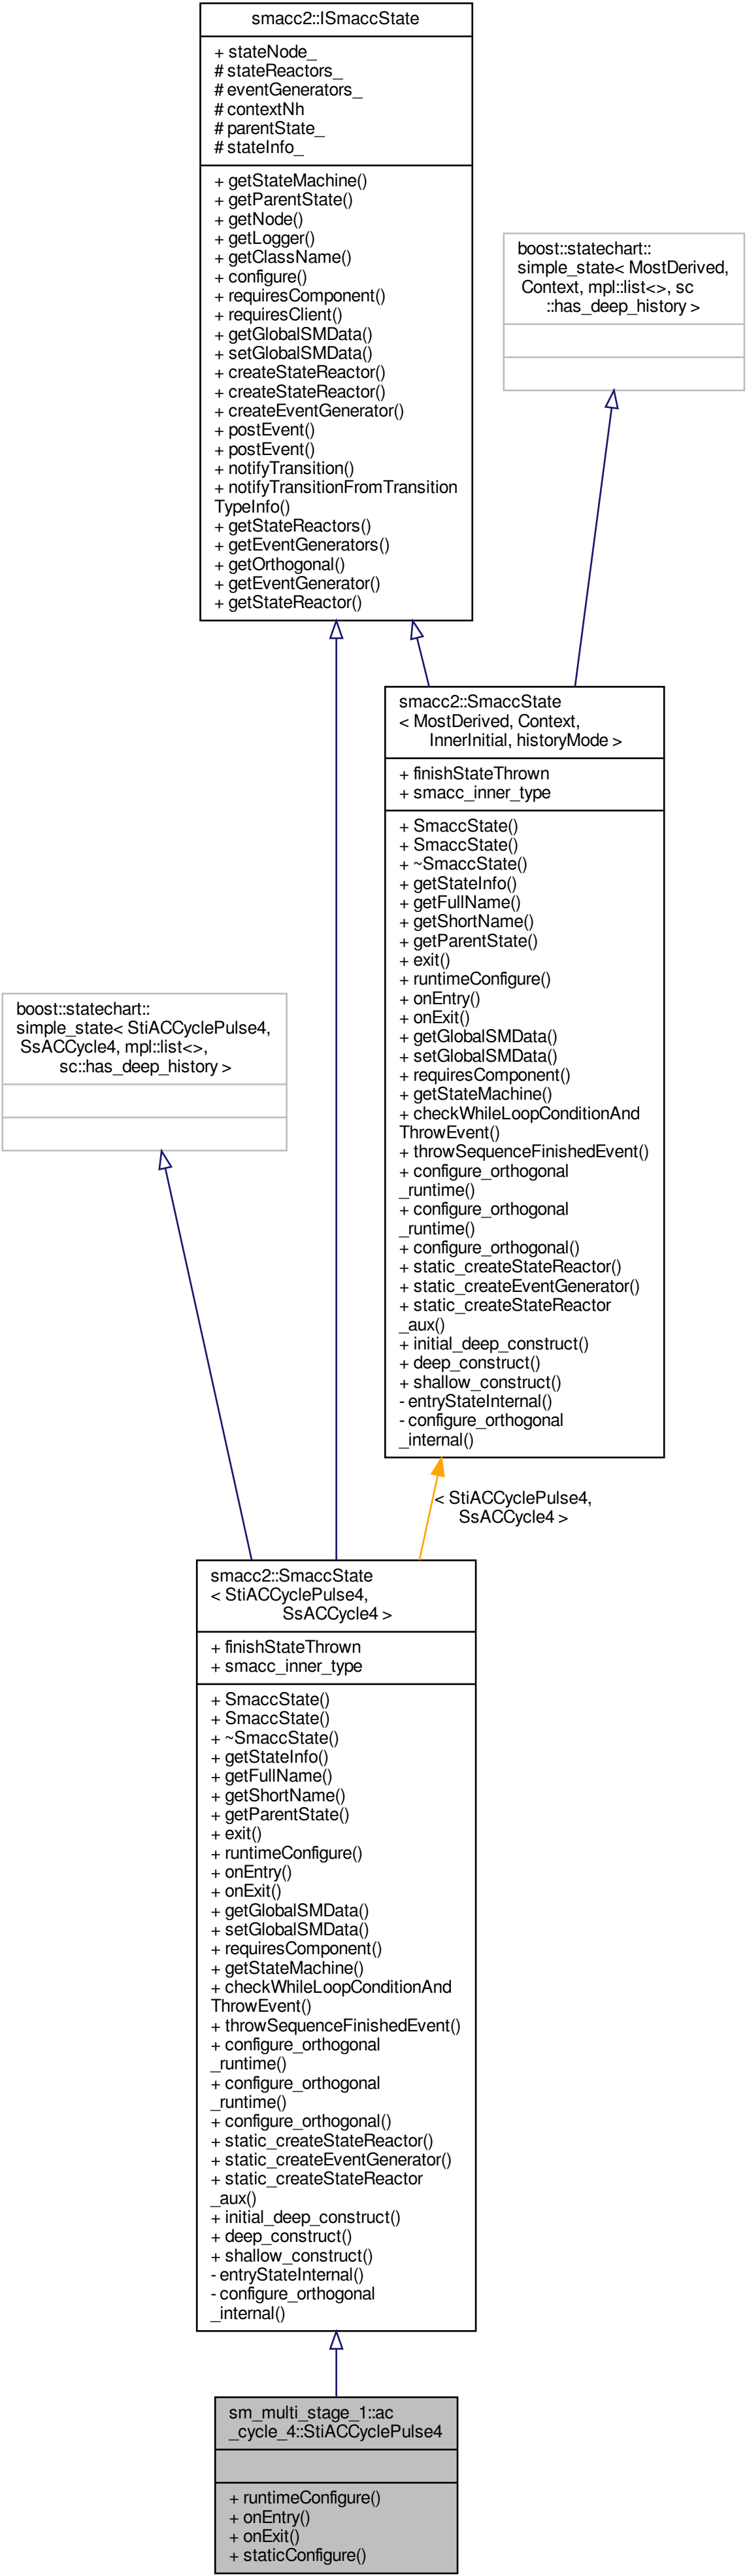 smacc2::ISmaccState
+ stateNode_
# stateReactors_
# eventGenerators_
# contextNh
# parentState_
# stateInfo_
+ getStateMachine()
+ getParentState()
+ getNode()
+ getLogger()
+ getClassName()
+ configure()
+ requiresComponent()
+ requiresClient()
+ getGlobalSMData()
+ setGlobalSMData()
+ createStateReactor()
+ createStateReactor()
+ createEventGenerator()
+ postEvent()
+ postEvent()
+ notifyTransition()
+ notifyTransitionFromTransition
TypeInfo()
+ getStateReactors()
+ getEventGenerators()
+ getOrthogonal()
+ getEventGenerator()
+ getStateReactor()
boost::statechart::
simple_state< MostDerived,
Context, mpl::list<>, sc
::has_deep_history >
smacc2::SmaccState
< MostDerived, Context,
InnerInitial, historyMode >
+ finishStateThrown
+ smacc_inner_type
+ SmaccState()
+ SmaccState()
+ ~SmaccState()
+ getStateInfo()
+ getFullName()
+ getShortName()
+ getParentState()
+ exit()
+ runtimeConfigure()
+ onEntry()
+ onExit()
+ getGlobalSMData()
+ setGlobalSMData()
+ requiresComponent()
+ getStateMachine()
+ checkWhileLoopConditionAnd
ThrowEvent()
+ throwSequenceFinishedEvent()
+ configure_orthogonal
_runtime()
+ configure_orthogonal
_runtime()
+ configure_orthogonal()
+ static_createStateReactor()
+ static_createEventGenerator()
+ static_createStateReactor
_aux()
+ initial_deep_construct()
+ deep_construct()
+ shallow_construct()
- entryStateInternal()
- configure_orthogonal
_internal()
boost::statechart::
simple_state< StiACCyclePulse4,
SsACCycle4, mpl::list<>,
sc::has_deep_history >
< StiACCyclePulse4,
SsACCycle4 >
smacc2::SmaccState
< StiACCyclePulse4,
SsACCycle4 >
+ finishStateThrown
+ smacc_inner_type
+ SmaccState()
+ SmaccState()
+ ~SmaccState()
+ getStateInfo()
+ getFullName()
+ getShortName()
+ getParentState()
+ exit()
+ runtimeConfigure()
+ onEntry()
+ onExit()
+ getGlobalSMData()
+ setGlobalSMData()
+ requiresComponent()
+ getStateMachine()
+ checkWhileLoopConditionAnd
ThrowEvent()
+ throwSequenceFinishedEvent()
+ configure_orthogonal
_runtime()
+ configure_orthogonal
_runtime()
+ configure_orthogonal()
+ static_createStateReactor()
+ static_createEventGenerator()
+ static_createStateReactor
_aux()
+ initial_deep_construct()
+ deep_construct()
+ shallow_construct()
- entryStateInternal()
- configure_orthogonal
_internal()
sm_multi_stage_1::ac
_cycle_4::StiACCyclePulse4
+ runtimeConfigure()
+ onEntry()
+ onExit()
+ staticConfigure()